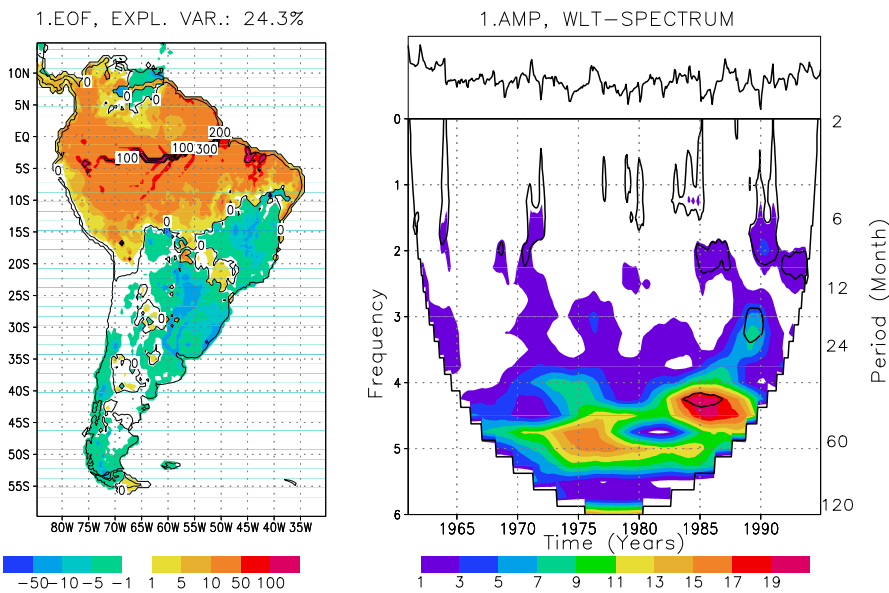 1.EOF, EXPL. VAR.: 24.3%
10N
5N
EQ
5S
10S
15S
20S
25S
30S
35S
40S
45S
50S
55S
80W 75W 70W 65W 60W 55W 50W 45W 40W 35W
0
0
0
200
100
100
300
0
0
0
0
0
0
0
0
-50 -10 -5 -1 1 5 10 50 100
1.AMP, WLT-SPECTRUM
0
1
2
3
4
5
6
Frequency
2
6
12
24
60
120
Period (Month)
1965 1970 1975 1980 1985 1990
Time (Years)
1 3 5 7 9 11 13 15 17 19